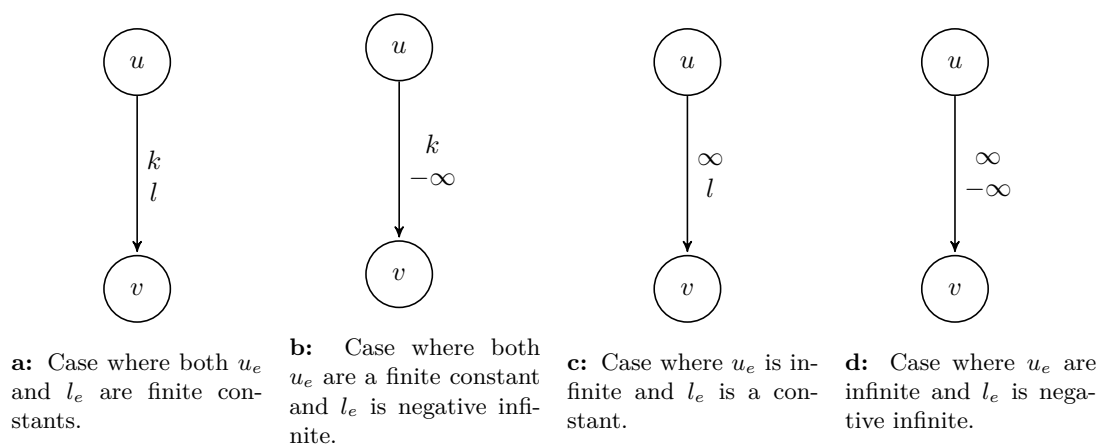 u
k
l
v
a: Case where both u_e
and l_e are finite con-
stants.
u
k
−∞
v
b: Case where both
u_e are a finite constant
and l_e is negative infi-
nite.
u
∞
l
v
c: Case where u_e is in-
finite and l_e is a con-
stant.
u
∞
−∞
v
d: Case where u_e are
infinite and l_e is nega-
tive infinite.